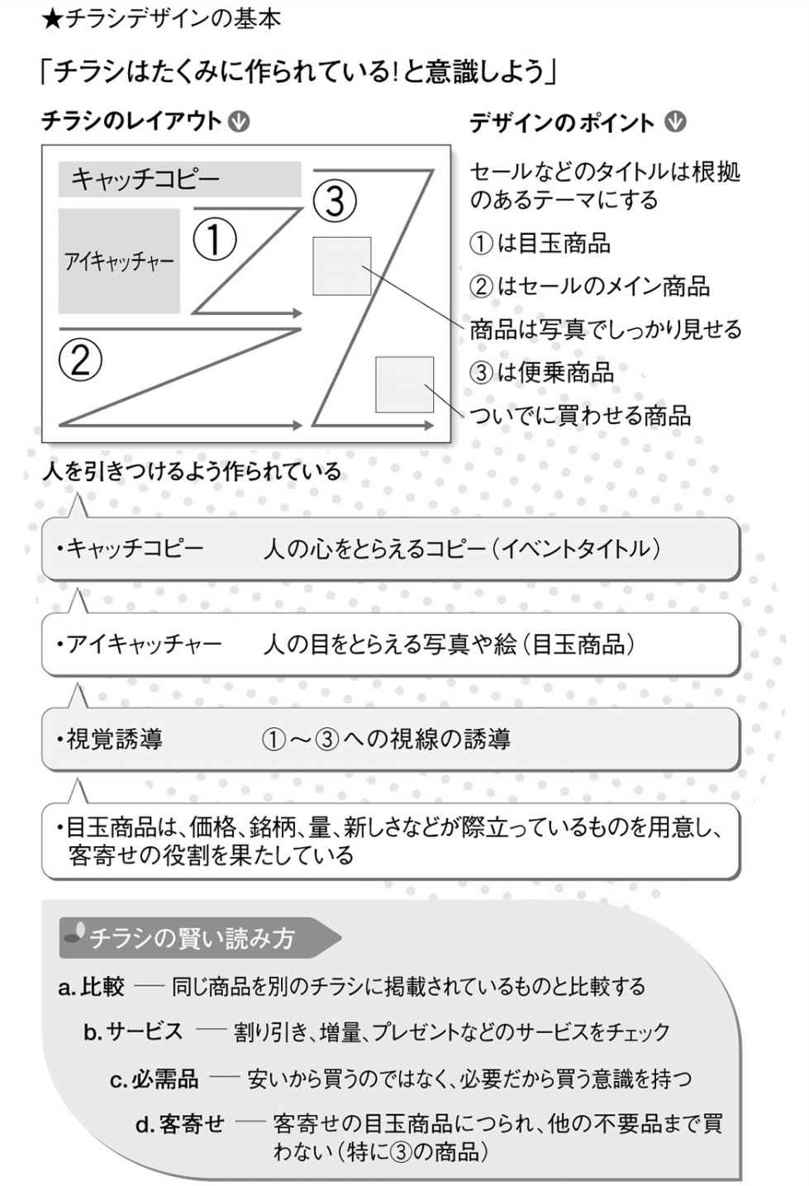 ★チラシデザインの基本
「チラシはたくみに作られている!と意識しよう」
チラシのレイアウト
キャッチコピー
アイキャッチャー
①
②
③
デザインのポイント
セールなどのタイトルは根拠
のあるテーマにする
①は目玉商品
②はセールのメイン商品
商品は写真でしっかり見せる
③は便乗商品
ついでに買わせる商品
人を引きつけるよう作られている
・キャッチコピー 人の心をとらえるコピー(イベントタイトル)
・アイキャッチャー 人の目をとらえる写真や絵(目玉商品)
・視覚誘導 ①〜③への視線の誘導
・目玉商品は、価格、銘柄、量、新しさなどが際立っているものを用意し、
客寄せの役割を果たしている
チラシの賢い読み方
a.比較 ── 同じ商品を別のチラシに掲載されているものと比較する
b.サービス ── 割り引き、増量、プレゼントなどのサービスをチェック
c.必需品 ── 安いから買うのではなく、必要だから買う意識を持つ
d.客寄せ ── 客寄せの目玉商品につられ、他の不要品まで買
わない(特に③の商品)